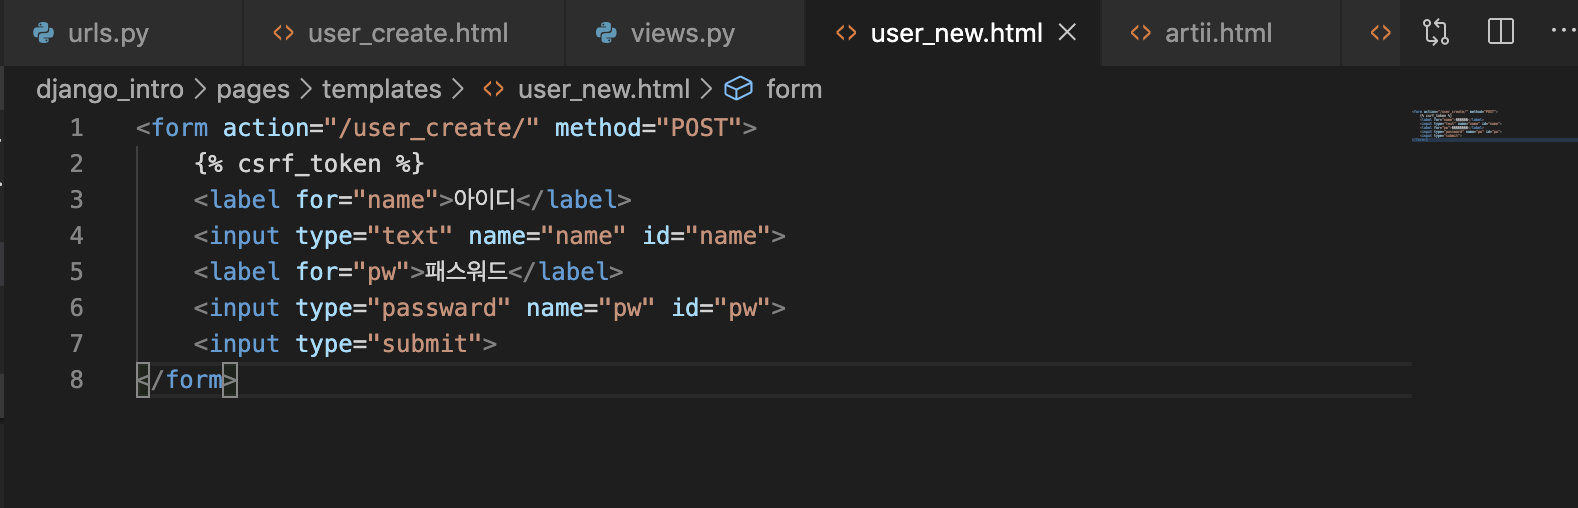 urls.py user_create.html views.py user_new.html artii.html
django_intro > pages > templates > user_new.html > form
1 <form action="/user_create/" method="POST">
2 {% csrf_token %}
3 <label for="name">아이디</label>
4 <input type="text" name="name" id="name">
5 <label for="pw">패스워드</label>
6 <input type="passward" name="pw" id="pw">
7 <input type="submit">
8 </form>